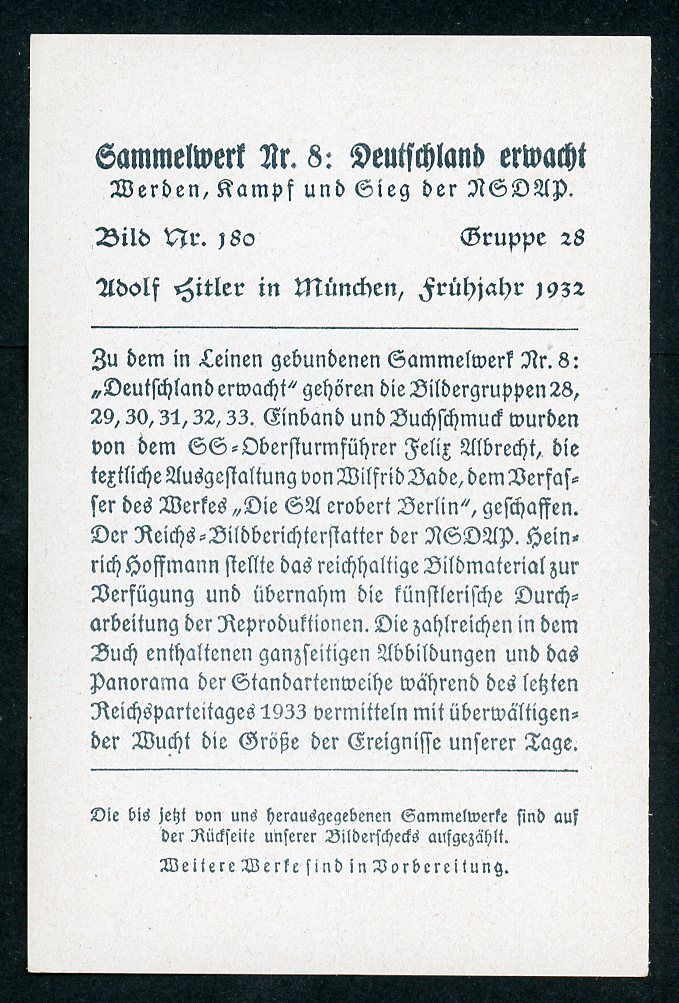 Sammelwerk Nr. 8: Deutschland erwacht
Werden, Kampf und Sieg der NSDAP.
Bild Nr. 180 Gruppe 28
Adolf Hitler in München, Frühjahr 1932
Zu dem in Leinen gebundenen Sammelwerk Nr. 8:
„Deutschland erwacht“ gehören die Bildergruppen 28,
29, 30, 31, 32, 33. Einband und Buchschmuck wurden
von dem SS-Obersturmführer Felix Albrecht, die
textliche Ausgestaltung von Wilfrid Bade, dem Verfas-
ser des Werkes „Die SA erobert Berlin“, geschaffen.
Der Reichs-Bildberichterstatter der NSDAP. Hein-
rich Hoffmann stellte das reichhaltige Bildmaterial zur
Verfügung und übernahm die künstlerische Durch-
arbeitung der Reproduktionen. Die zahlreichen in dem
Buch enthaltenen ganzseitigen Abbildungen und das
Panorama der Standartenweihe während des letzten
Reichsparteitages 1933 vermitteln mit überwältigen-
der Wucht die Größe der Ereignisse unserer Tage.
Die bis jetzt von uns herausgegebenen Sammelwerke sind auf
der Rückseite unserer Bilderschecks aufgezählt.
Weitere Werke sind in Vorbereitung.